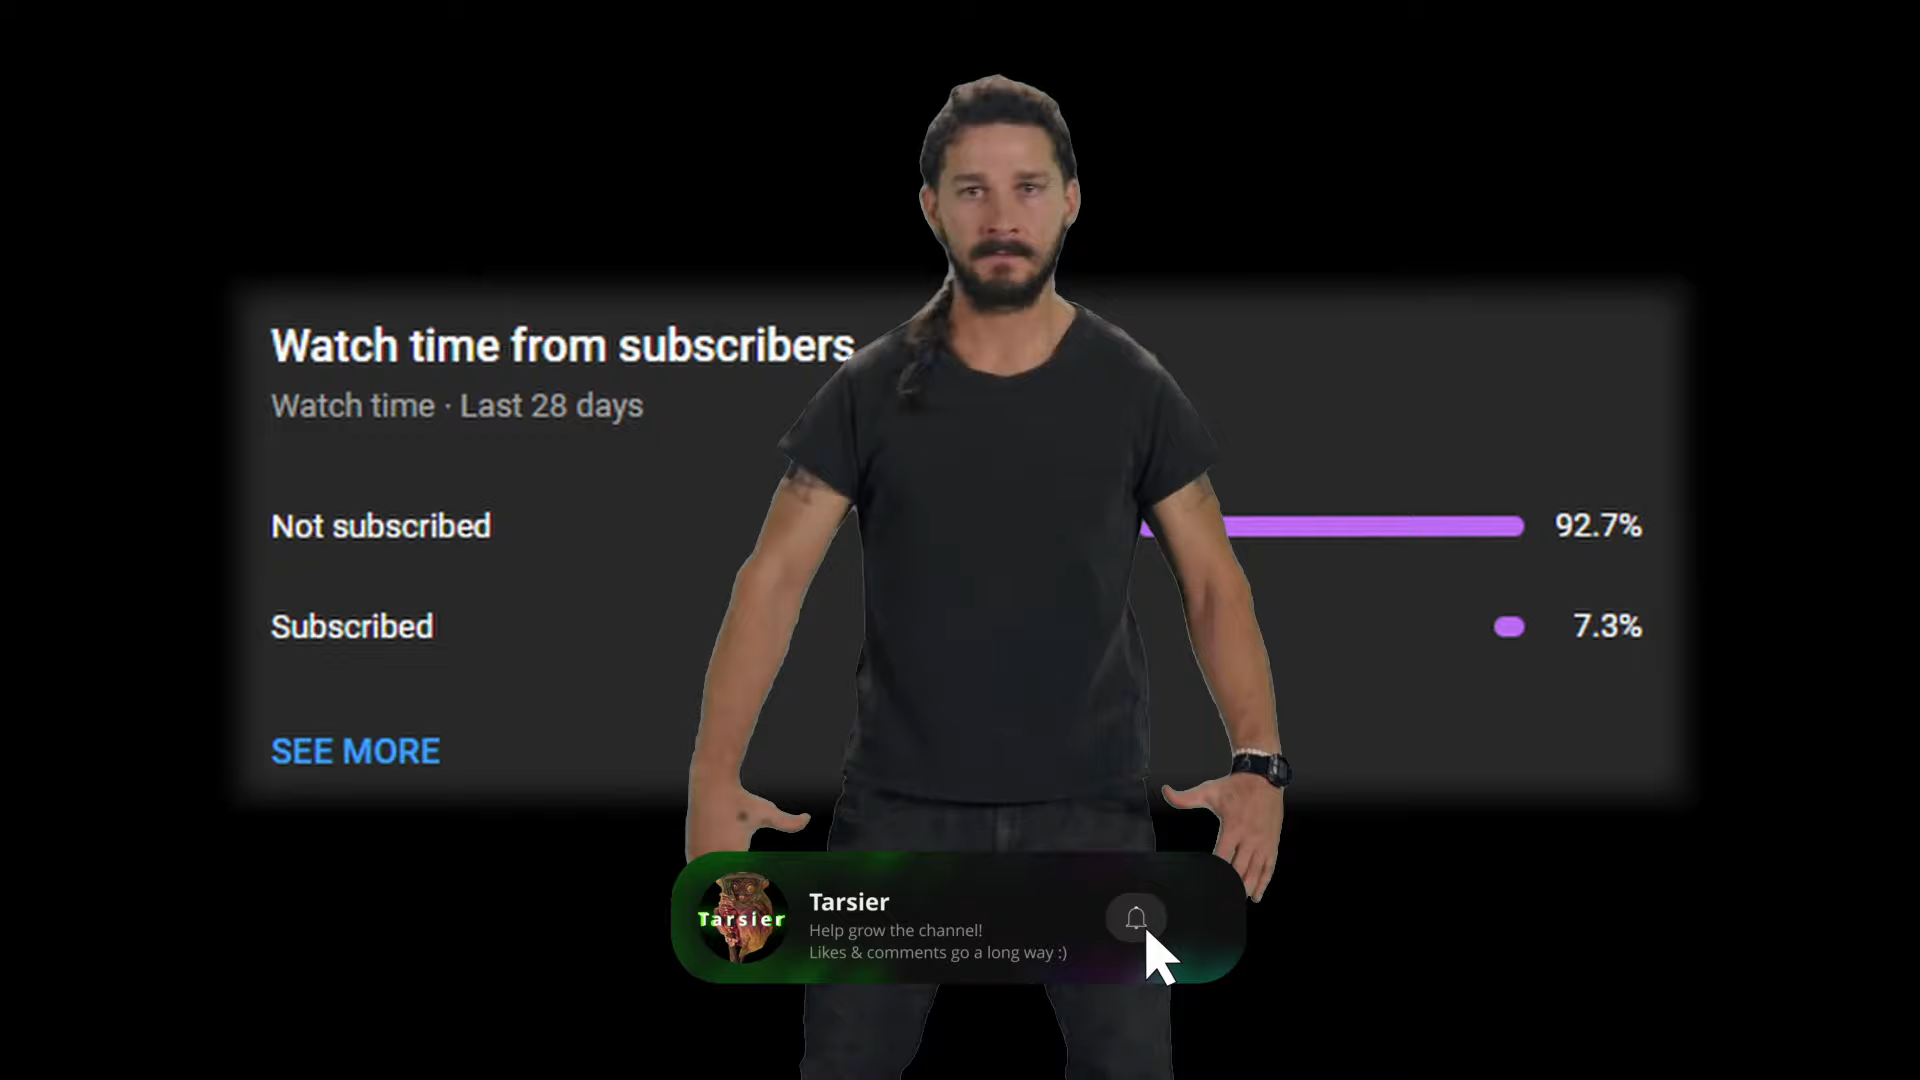 Watch time from subscribers
Watch time · Last 28 days
Not subscribed
92.7%
Subscribed
7.3%
SEE MORE
Tarsier
Tarsier
Help grow the channel!
Likes & comments go a long way :)